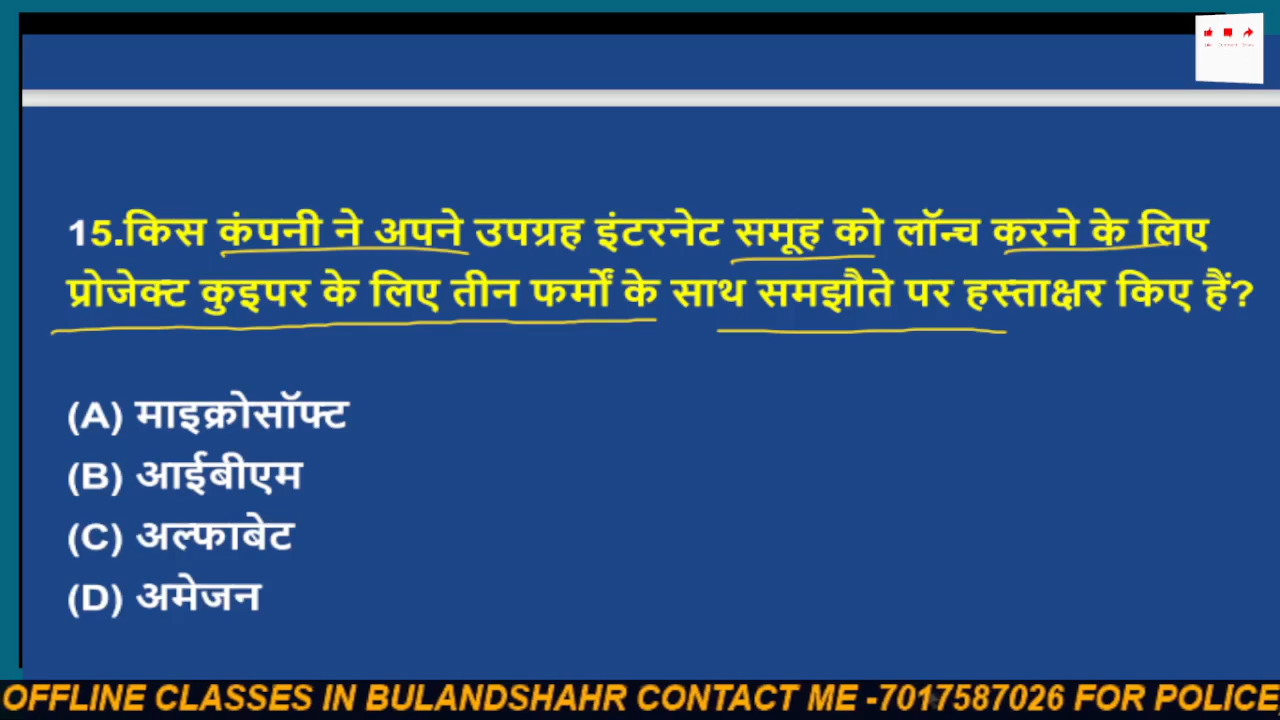 15.किस कंपनी ने अपने उपग्रह इंटरनेट समूह को लॉन्च करने के लिए
प्रोजेक्ट कुइपर के लिए तीन फर्मों के साथ समझौते पर हस्ताक्षर किए हैं?
(A) माइक्रोसॉफ्ट
(B) आईबीएम
(C) अल्फाबेट
(D) अमेजन
OFFLINE CLASSES IN BULANDSHAHR CONTACT ME -7017587026 FOR POLICE